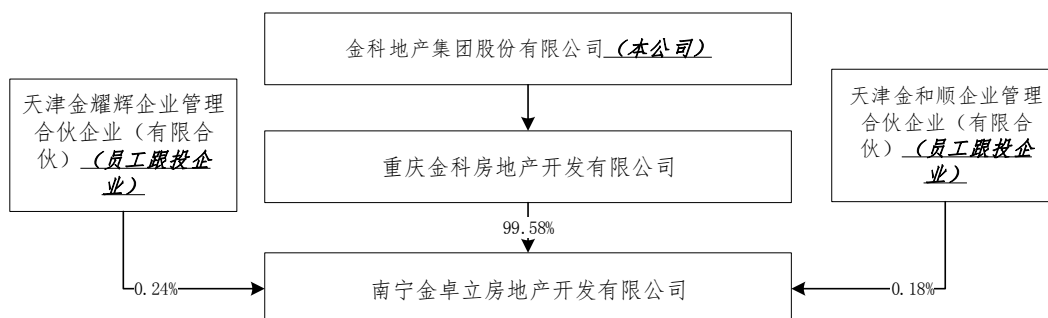 金科地产集团股份有限公司（本公司）
天津金耀辉企业管理
合伙企业（有限合
伙）（员工跟投企
业）
天津金和顺企业管理
合伙企业（有限合
伙）（员工跟投企
业）
重庆金科房地产开发有限公司
99.58%
0.24%
南宁金卓立房地产开发有限公司
0.18%